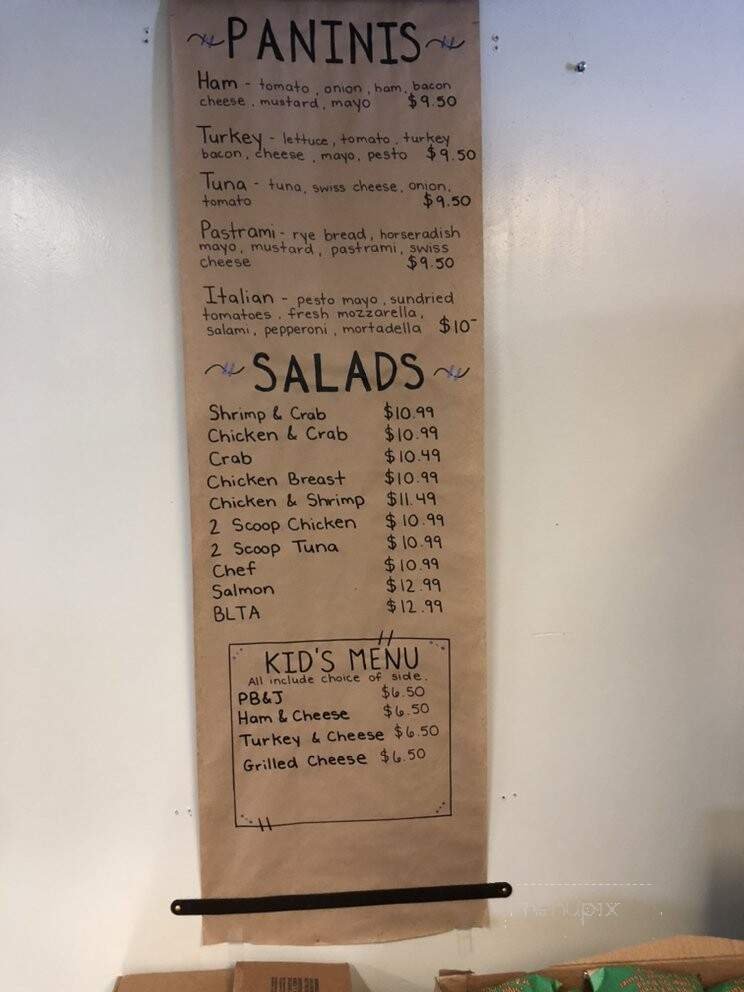 PANINIS
Ham - tomato, onion, ham, bacon
cheese, mustard, mayo $9.50
Turkey - lettuce, tomato, turkey
bacon, cheese, mayo, pesto $9.50
Tuna - tuna, swiss cheese, onion,
tomato $9.50
Pastrami - rye bread, horseradish
mayo, mustard, pastrami, swiss
cheese $9.50
Italian - pesto mayo, sundried
tomatoes, fresh mozzarella,
salami, pepperoni, mortadella $10-
SALADS
Shrimp & Crab $10.99
Chicken & Crab $10.99
Crab $10.49
Chicken Breast $10.99
Chicken & Shrimp $11.49
2 Scoop Chicken $10.99
2 Scoop Tuna $10.99
Chef $10.99
Salmon $12.99
BLTA $12.99
KID'S MENU
All include choice of side.
PB&J $6.50
Ham & Cheese $6.50
Turkey & Cheese $6.50
Grilled Cheese $6.50
menupix